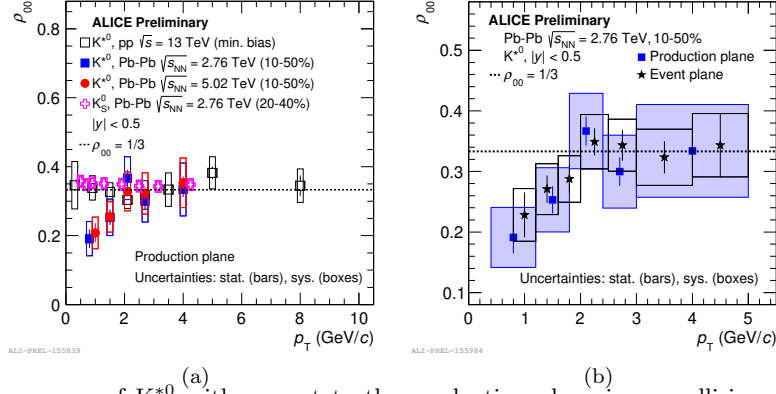 ρ00
ALICE Preliminary
K*0, pp √s = 13 TeV (min. bias)
K*0, Pb-Pb √sNN = 2.76 TeV (10-50%)
K*0, Pb-Pb √sNN = 5.02 TeV (10-50%)
K0S, Pb-Pb √sNN = 2.76 TeV (20-40%)
|y| < 0.5
ρ00 = 1/3
0.8
0.6
0.4
0.2
0
Production plane
Uncertainties: stat. (bars), sys. (boxes)
0 2 4 6 8 10
pT (GeV/c)
ALI-PREL-155839
(a)
ρ00
ALICE Preliminary
Pb-Pb √sNN = 2.76 TeV, 10-50%
K*0, |y| < 0.5
Production plane
ρ00 = 1/3
Event plane
0.5
0.4
0.3
0.2
0.1
Uncertainties: stat. (bars), sys. (boxes)
0 1 2 3 4 5
pT (GeV/c)
ALI-PREL-155984
(b)